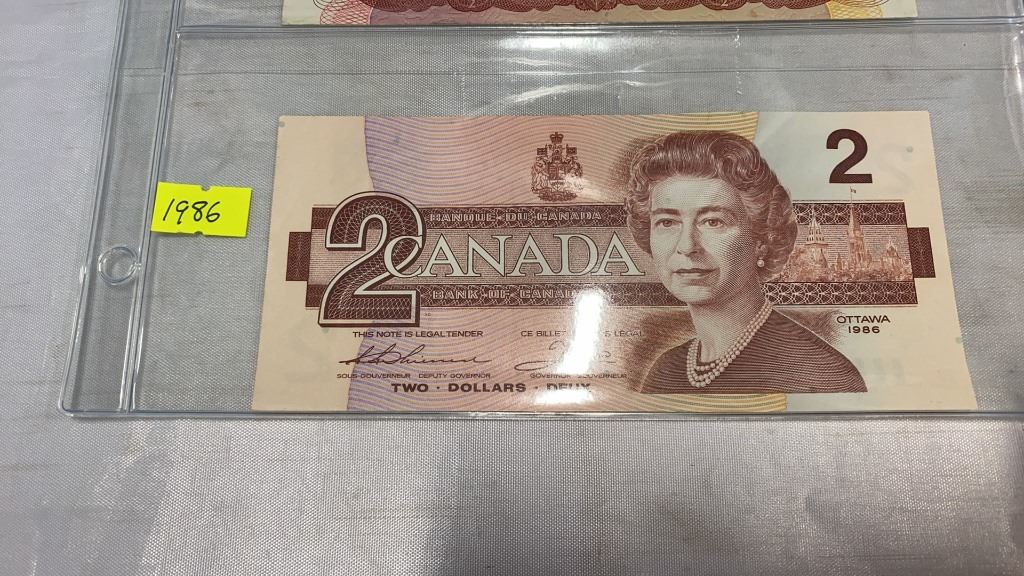 1986
2
BANQUE · DU · CANADA
2 CANADA
BANK · OF · CANADA
OTTAWA
1986
THIS NOTE IS LEGAL TENDER
CE BILLET LEGAL
SOUS-GOUVERNEUR DEPUTY GOVERNOR
GOVERNOR GOUVERNEUR
TWO · DOLLARS · DEUX